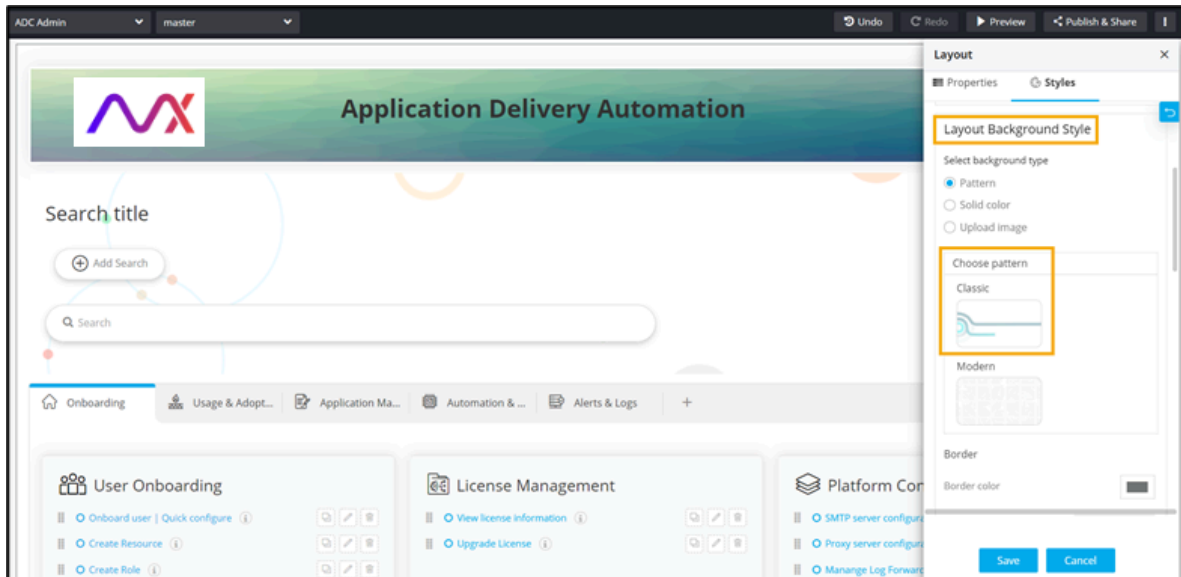 ADC Admin
master
Undo
Redo
Preview
Publish & Share
Application Delivery Automation
Search title
Add Search
Search
Onboarding
Usage & Adopt...
Application Ma...
Automation & ...
Alerts & Logs
+
User Onboarding
Onboard user | Quick configure
Create Resource
Create Role
License Management
View license information
Upgrade License
Platform Con
SMTP server configura
Proxy server configura
Manange Log Forward
Layout
Properties
Styles
Layout Background Style
Select background type
Pattern
Solid color
Upload image
Choose pattern
Classic
Modern
Border
Border color
Save
Cancel